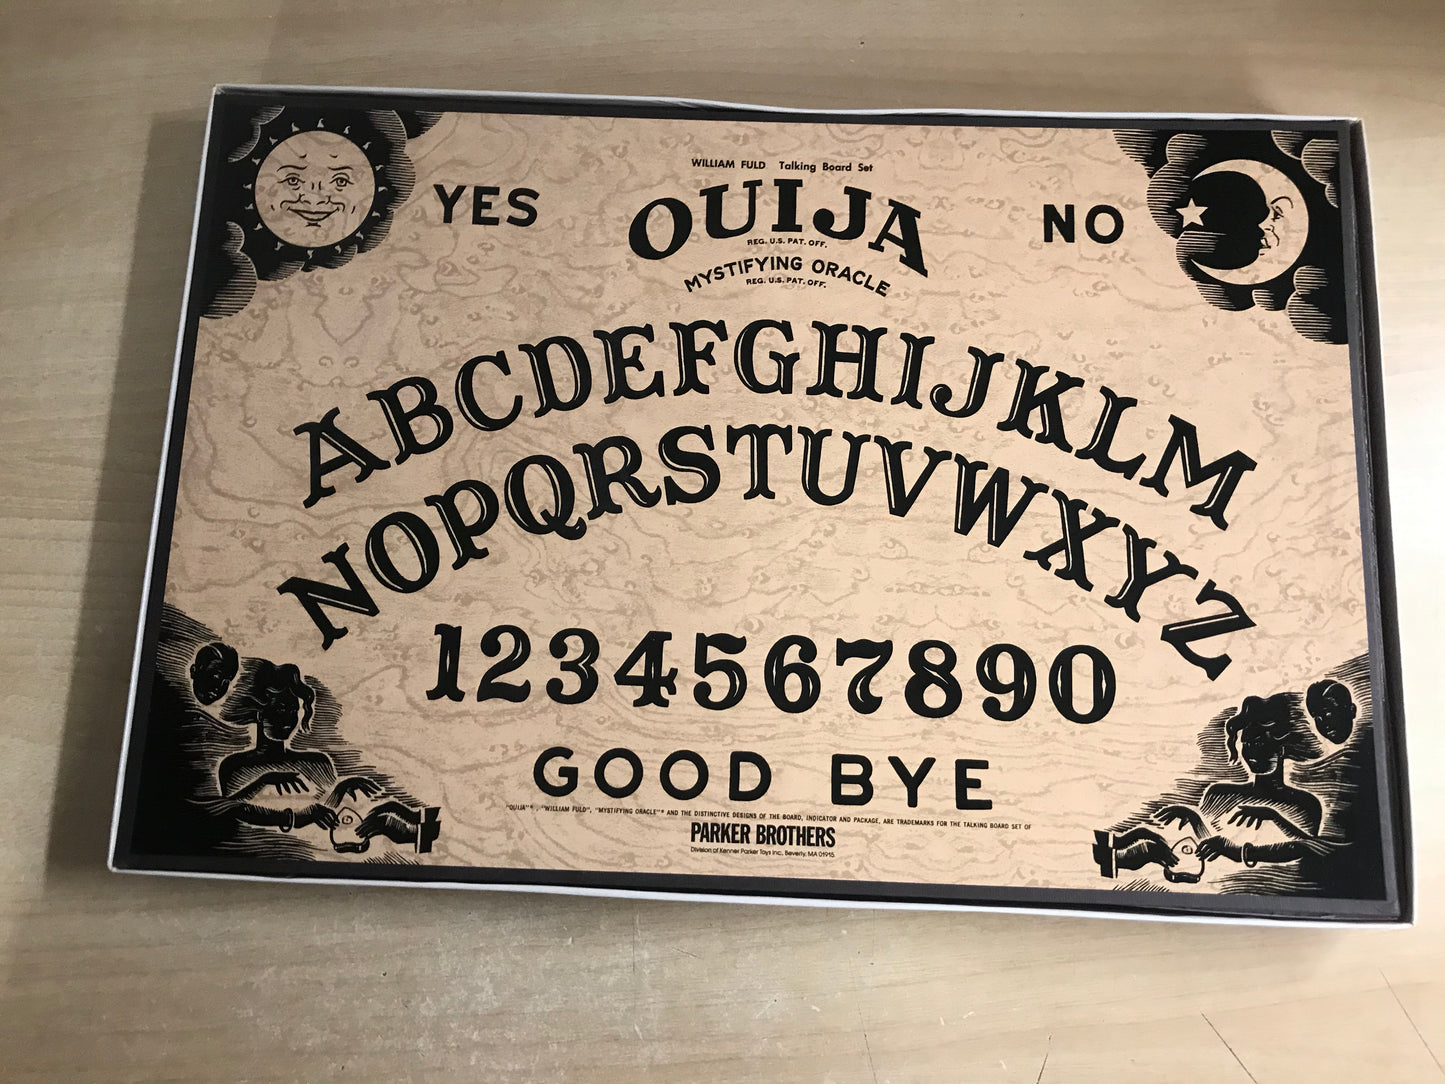 WILLIAM FULD Talking Board Set
YES OUIJA NO
REG. U.S. PAT. OFF.
MYSTIFYING ORACLE
REG. U.S. PAT. OFF.
ABCDEFGHIJKLM
NOPQRSTUVWXYZ
1234567890
GOOD BYE
"OUIJA"®, "WILLIAM FULD", "MYSTIFYING ORACLE"® AND THE DISTINCTIVE DESIGNS OF THE BOARD, INDICATOR AND PACKAGE, ARE TRADEMARKS FOR THE TALKING BOARD SET OF
PARKER BROTHERS
Division of Kenner Parker Toys Inc., Beverly, MA 01915.